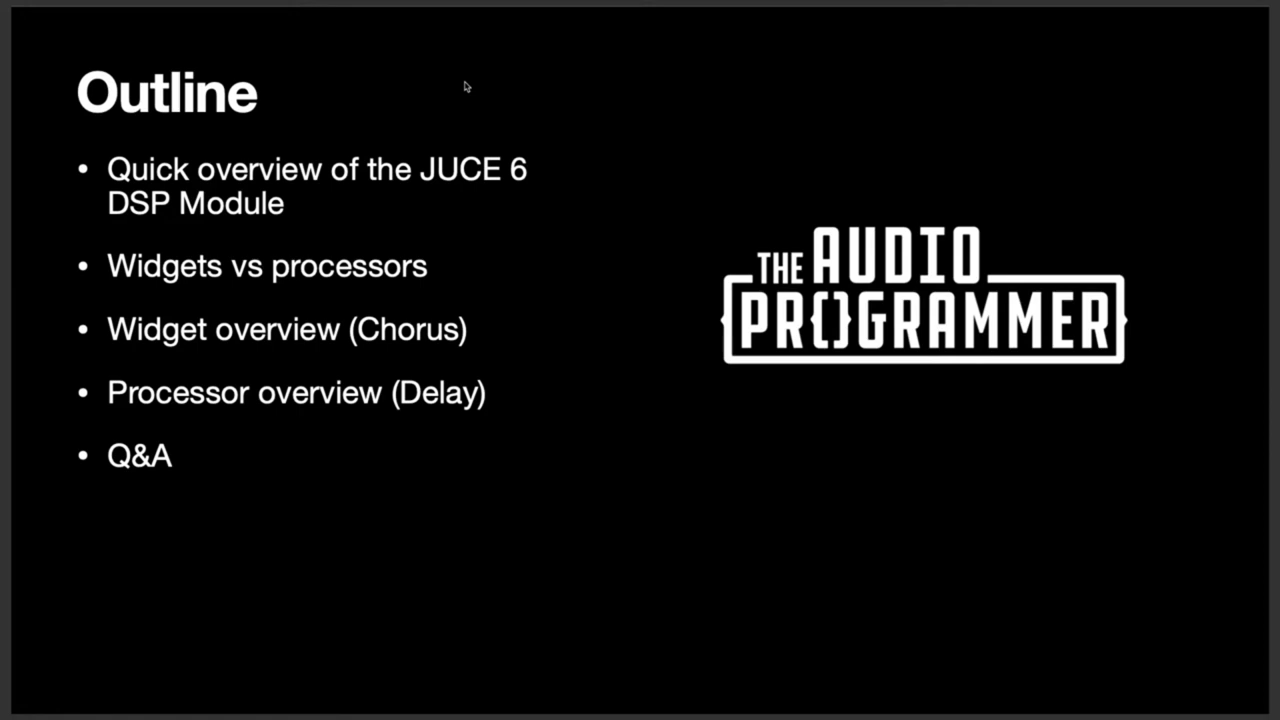 Outline
• Quick overview of the JUCE 6
DSP Module
• Widgets vs processors
• Widget overview (Chorus)
• Processor overview (Delay)
• Q&A
THE AUDIO
PR{}GRAMMER